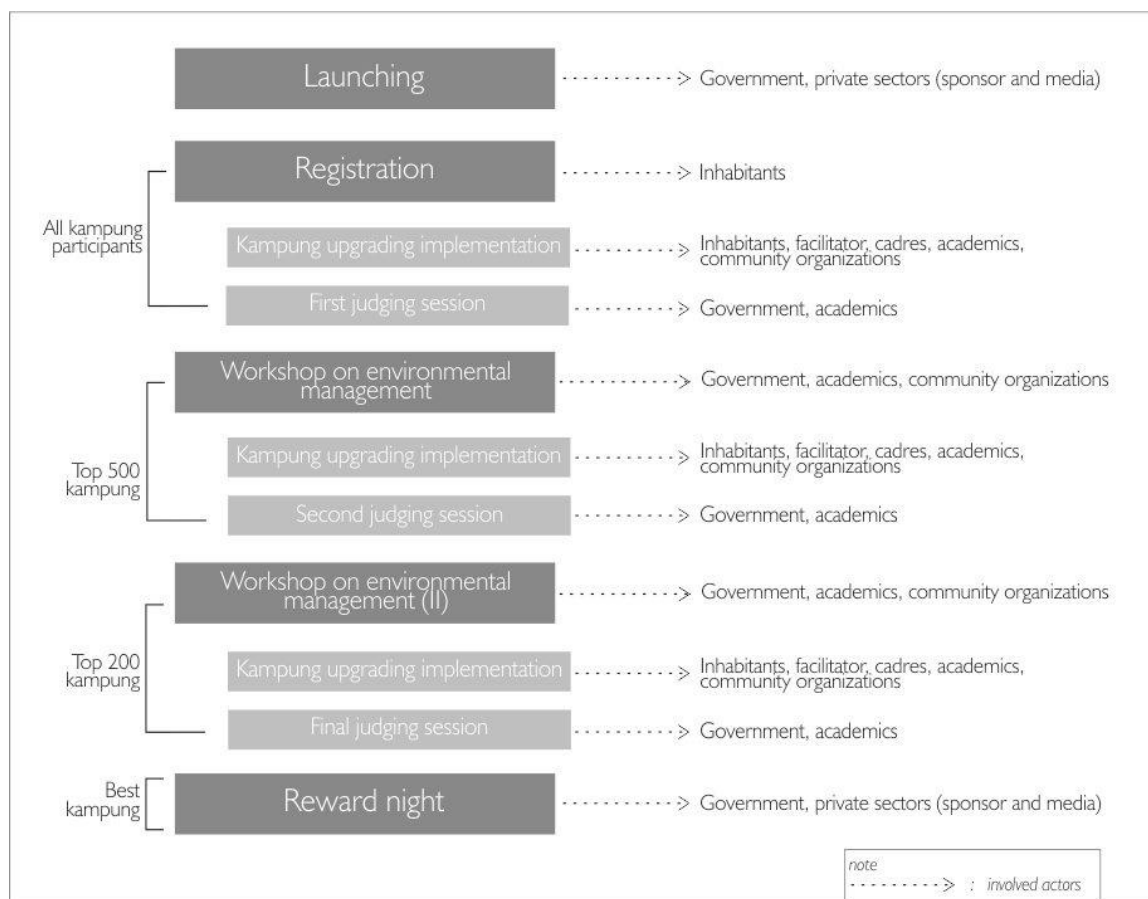 Launching
Government, private sectors (sponsor and media)
Registration
Inhabitants
All kampung
participants
Kampung upgrading implementation
Inhabitants, facilitator, cadres, academics,
community organizations
First judging session
Government, academics
Workshop on environmental
management
Government, academics, community organizations
Top 500
kampung
Kampung upgrading implementation
Inhabitants, facilitator, cadres, academics,
community organizations
Second judging session
Government, academics
Workshop on environmental
management (II)
Government, academics, community organizations
Top 200
kampung
Kampung upgrading implementation
Inhabitants, facilitator, cadres, academics,
community organizations
Final judging session
Government, academics
Best
kampung
Reward night
Government, private sectors (sponsor and media)
note
: involved actors